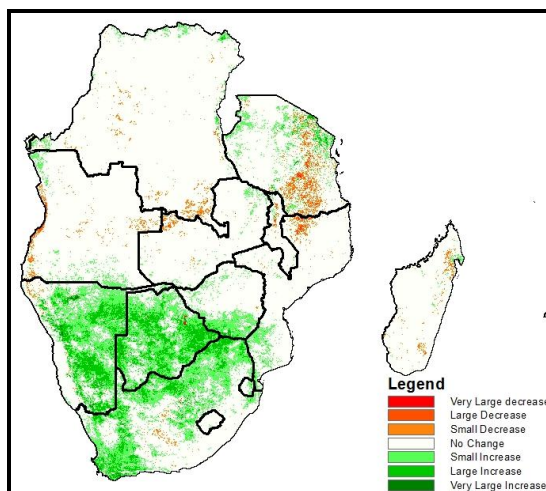 Legend
Very Large decrease
Large Decrease
Small Decrease
No Change
Small Increase
Large Increase
Very Large Increase